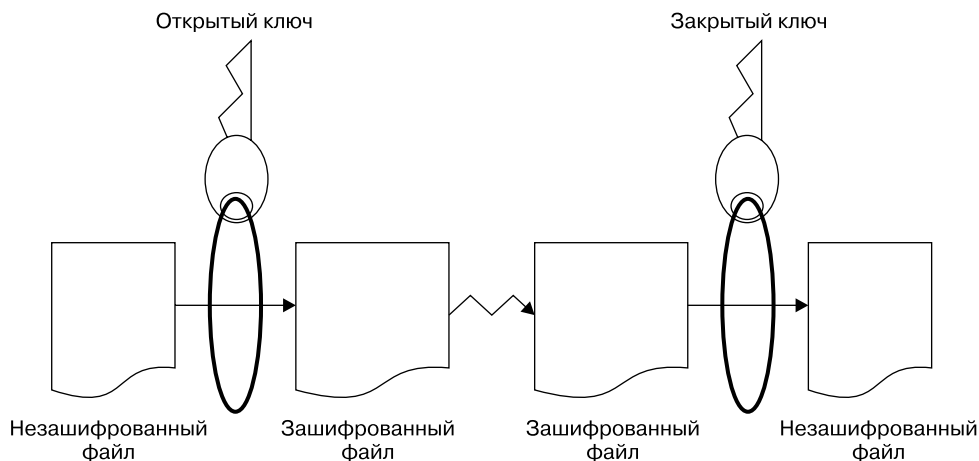 Открытый ключ
Закрытый ключ
Незашифрованный
файл
Зашифрованный
файл
Зашифрованный
файл
Незашифрованный
файл